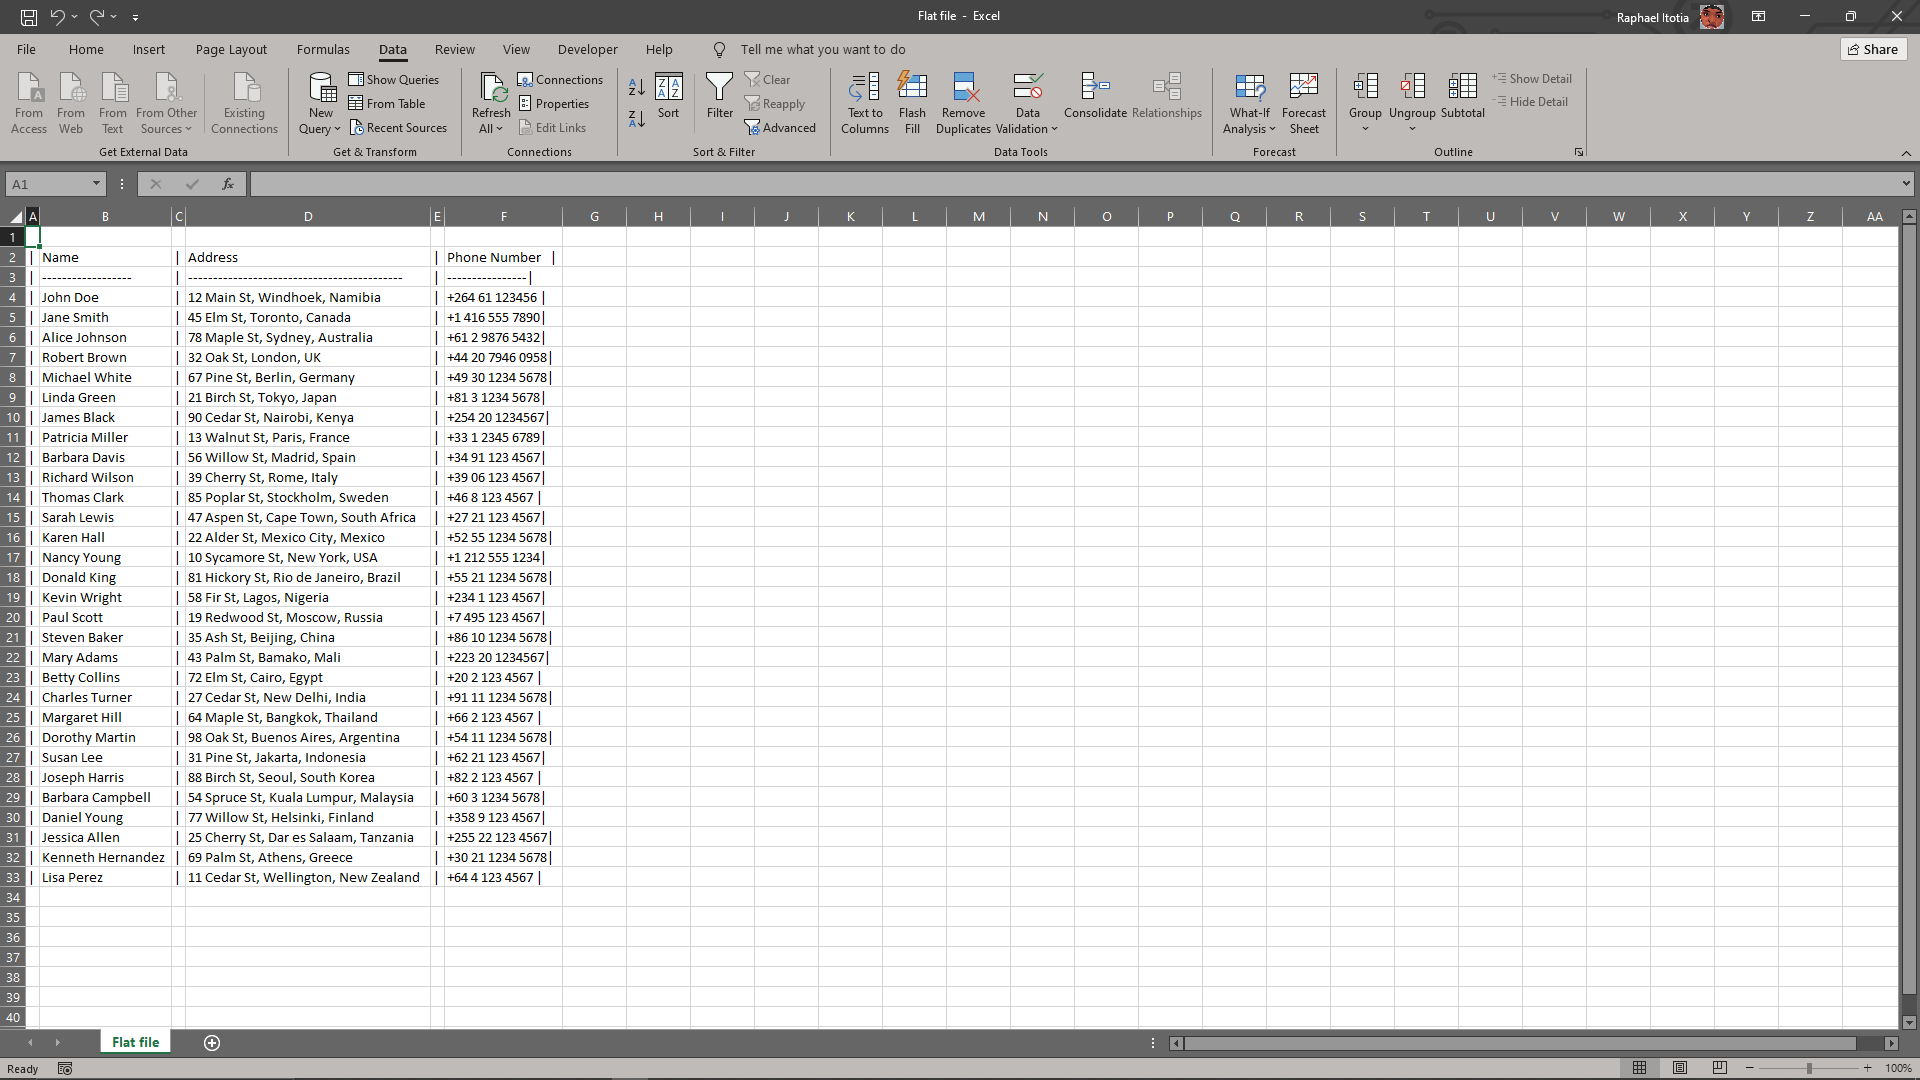 Flat file - Excel
Raphael Itotia
File Home Insert Page Layout Formulas Data Review View Developer Help Tell me what you want to do Share
From Access From Web From Text From Other Sources Existing Connections
Get External Data
New Query Show Queries From Table Recent Sources
Get & Transform
Refresh All Connections Properties Edit Links
Connections
Sort Filter Clear Reapply Advanced
Sort & Filter
Text to Columns Flash Fill Remove Duplicates Data Validation Consolidate Relationships
Data Tools
What-If Analysis Forecast Sheet
Forecast
Group Ungroup Subtotal Show Detail Hide Detail
Outline
A1 fx
A B C D E F G H I J K L M N O P Q R S T U V W X Y Z AA
1
2 | Name | Address | Phone Number |
3 | ------------------ | ------------------------------------------- | ----------------|
4 | John Doe | 12 Main St, Windhoek, Namibia | +264 61 123456 |
5 | Jane Smith | 45 Elm St, Toronto, Canada | +1 416 555 7890|
6 | Alice Johnson | 78 Maple St, Sydney, Australia | +61 2 9876 5432|
7 | Robert Brown | 32 Oak St, London, UK | +44 20 7946 0958|
8 | Michael White | 67 Pine St, Berlin, Germany | +49 30 1234 5678|
9 | Linda Green | 21 Birch St, Tokyo, Japan | +81 3 1234 5678|
10 | James Black | 90 Cedar St, Nairobi, Kenya | +254 20 1234567|
11 | Patricia Miller | 13 Walnut St, Paris, France | +33 1 2345 6789|
12 | Barbara Davis | 56 Willow St, Madrid, Spain | +34 91 123 4567|
13 | Richard Wilson | 39 Cherry St, Rome, Italy | +39 06 123 4567|
14 | Thomas Clark | 85 Poplar St, Stockholm, Sweden | +46 8 123 4567 |
15 | Sarah Lewis | 47 Aspen St, Cape Town, South Africa | +27 21 123 4567|
16 | Karen Hall | 22 Alder St, Mexico City, Mexico | +52 55 1234 5678|
17 | Nancy Young | 10 Sycamore St, New York, USA | +1 212 555 1234|
18 | Donald King | 81 Hickory St, Rio de Janeiro, Brazil | +55 21 1234 5678|
19 | Kevin Wright | 58 Fir St, Lagos, Nigeria | +234 1 123 4567|
20 | Paul Scott | 19 Redwood St, Moscow, Russia | +7 495 123 4567|
21 | Steven Baker | 35 Ash St, Beijing, China | +86 10 1234 5678|
22 | Mary Adams | 43 Palm St, Bamako, Mali | +223 20 1234567|
23 | Betty Collins | 72 Elm St, Cairo, Egypt | +20 2 123 4567 |
24 | Charles Turner | 27 Cedar St, New Delhi, India | +91 11 1234 5678|
25 | Margaret Hill | 64 Maple St, Bangkok, Thailand | +66 2 123 4567 |
26 | Dorothy Martin | 98 Oak St, Buenos Aires, Argentina | +54 11 1234 5678|
27 | Susan Lee | 31 Pine St, Jakarta, Indonesia | +62 21 123 4567|
28 | Joseph Harris | 88 Birch St, Seoul, South Korea | +82 2 123 4567 |
29 | Barbara Campbell | 54 Spruce St, Kuala Lumpur, Malaysia | +60 3 1234 5678|
30 | Daniel Young | 77 Willow St, Helsinki, Finland | +358 9 123 4567|
31 | Jessica Allen | 25 Cherry St, Dar es Salaam, Tanzania | +255 22 123 4567|
32 | Kenneth Hernandez | 69 Palm St, Athens, Greece | +30 21 1234 5678|
33 | Lisa Perez | 11 Cedar St, Wellington, New Zealand | +64 4 123 4567 |
34
35
36
37
38
39
40
Flat file
Ready 100%